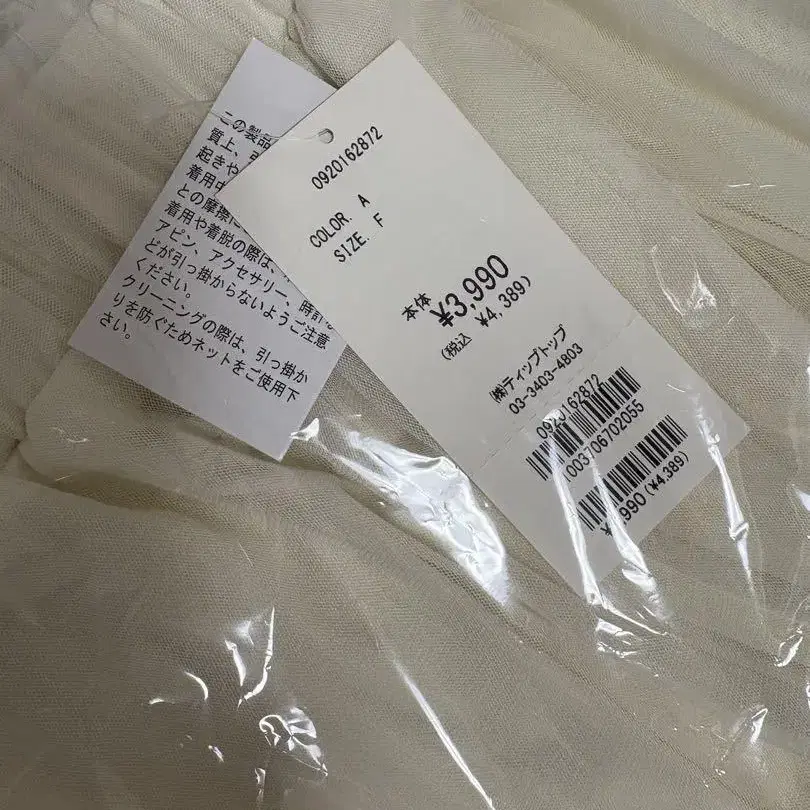 この製品
質上、引
起きや
着用中
との摩擦に
着用や着脱の際は、
アピン、アクセサリー、時計
どが引っ掛からないようご注意
ください。
クリーニングの際は、引っ掛か
りを防ぐためネットをご使用下
さい。
0920162872
COLOR. A
SIZE. F
本体 ¥3,990
(税込 ¥4,389)
㈱ティップトップ
03-3403-4803
0920162872
003706702055
990(¥4,389)